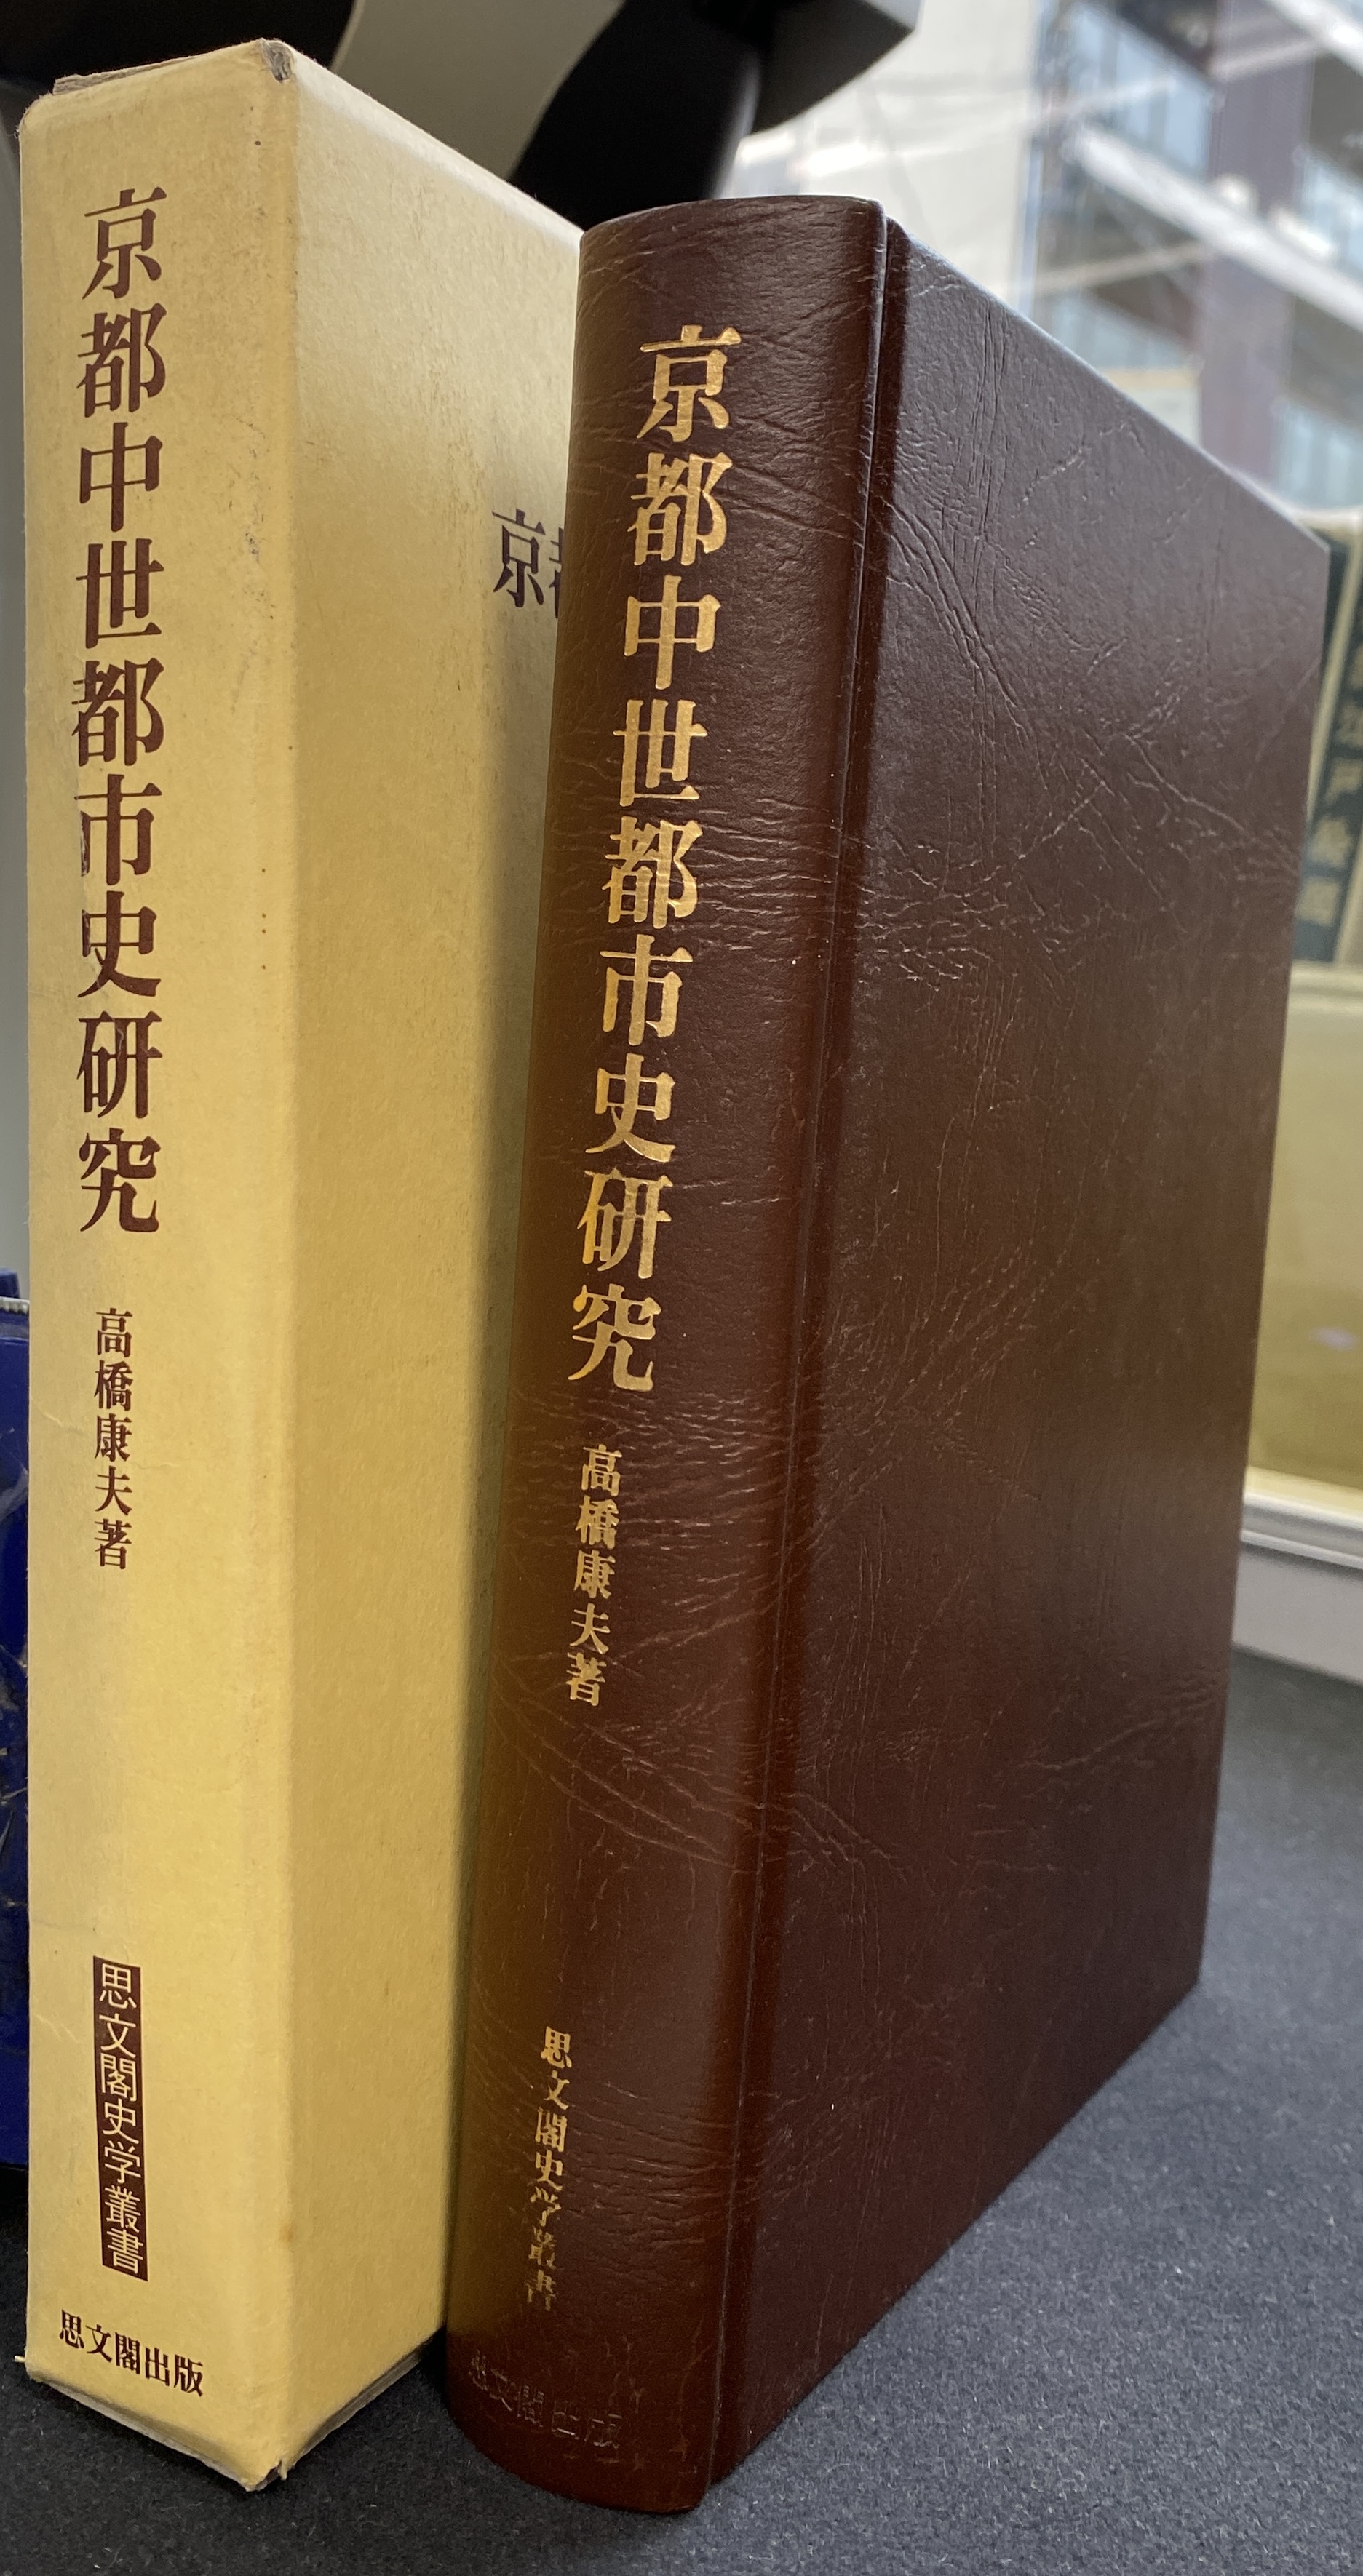 京都中世都市史研究
高橋康夫著
思文閣史学叢書
思文閣出版
京都
京都中世都市史研究
高橋康夫著
思文閣史学叢書
思文閣出版